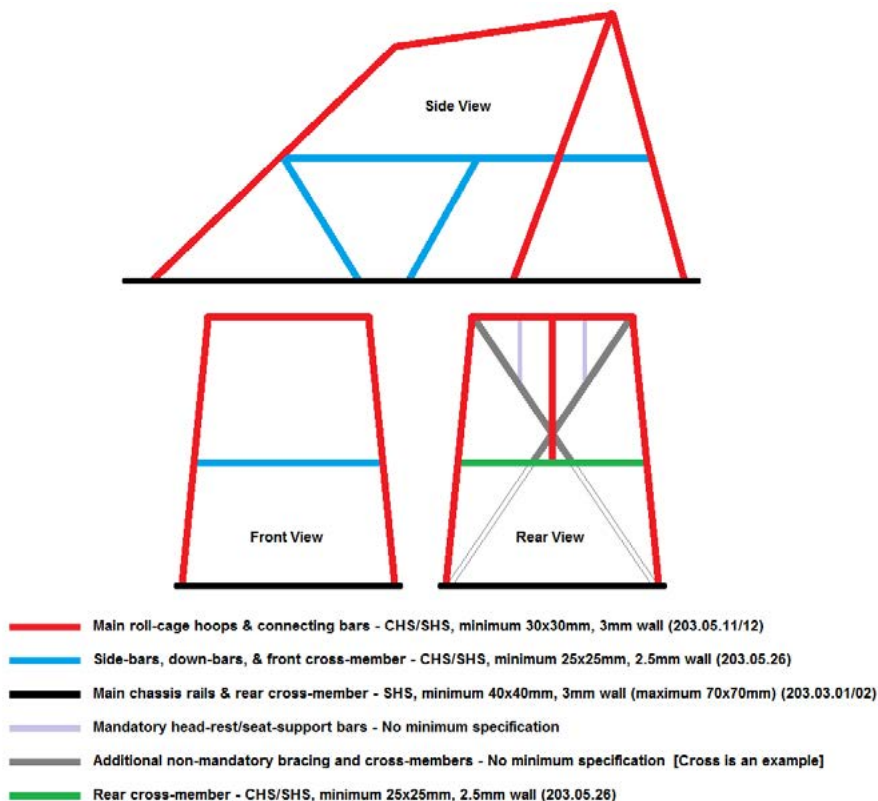 Side View
Front View
Rear View
Main roll-cage hoops & connecting bars - CHS/SHS, minimum 30x30mm, 3mm wall (203.05.11/12)
Side-bars, down-bars, & front cross-member - CHS/SHS, minimum 25x25mm, 2.5mm wall (203.05.26)
Main chassis rails & rear cross-member - SHS, minimum 40x40mm, 3mm wall (maximum 70x70mm) (203.03.01/02)
Mandatory head-rest/seat-support bars - No minimum specification
Additional non-mandatory bracing and cross-members - No minimum specification [Cross is an example]
Rear cross-member - CHS/SHS, minimum 25x25mm, 2.5mm wall (203.05.26)